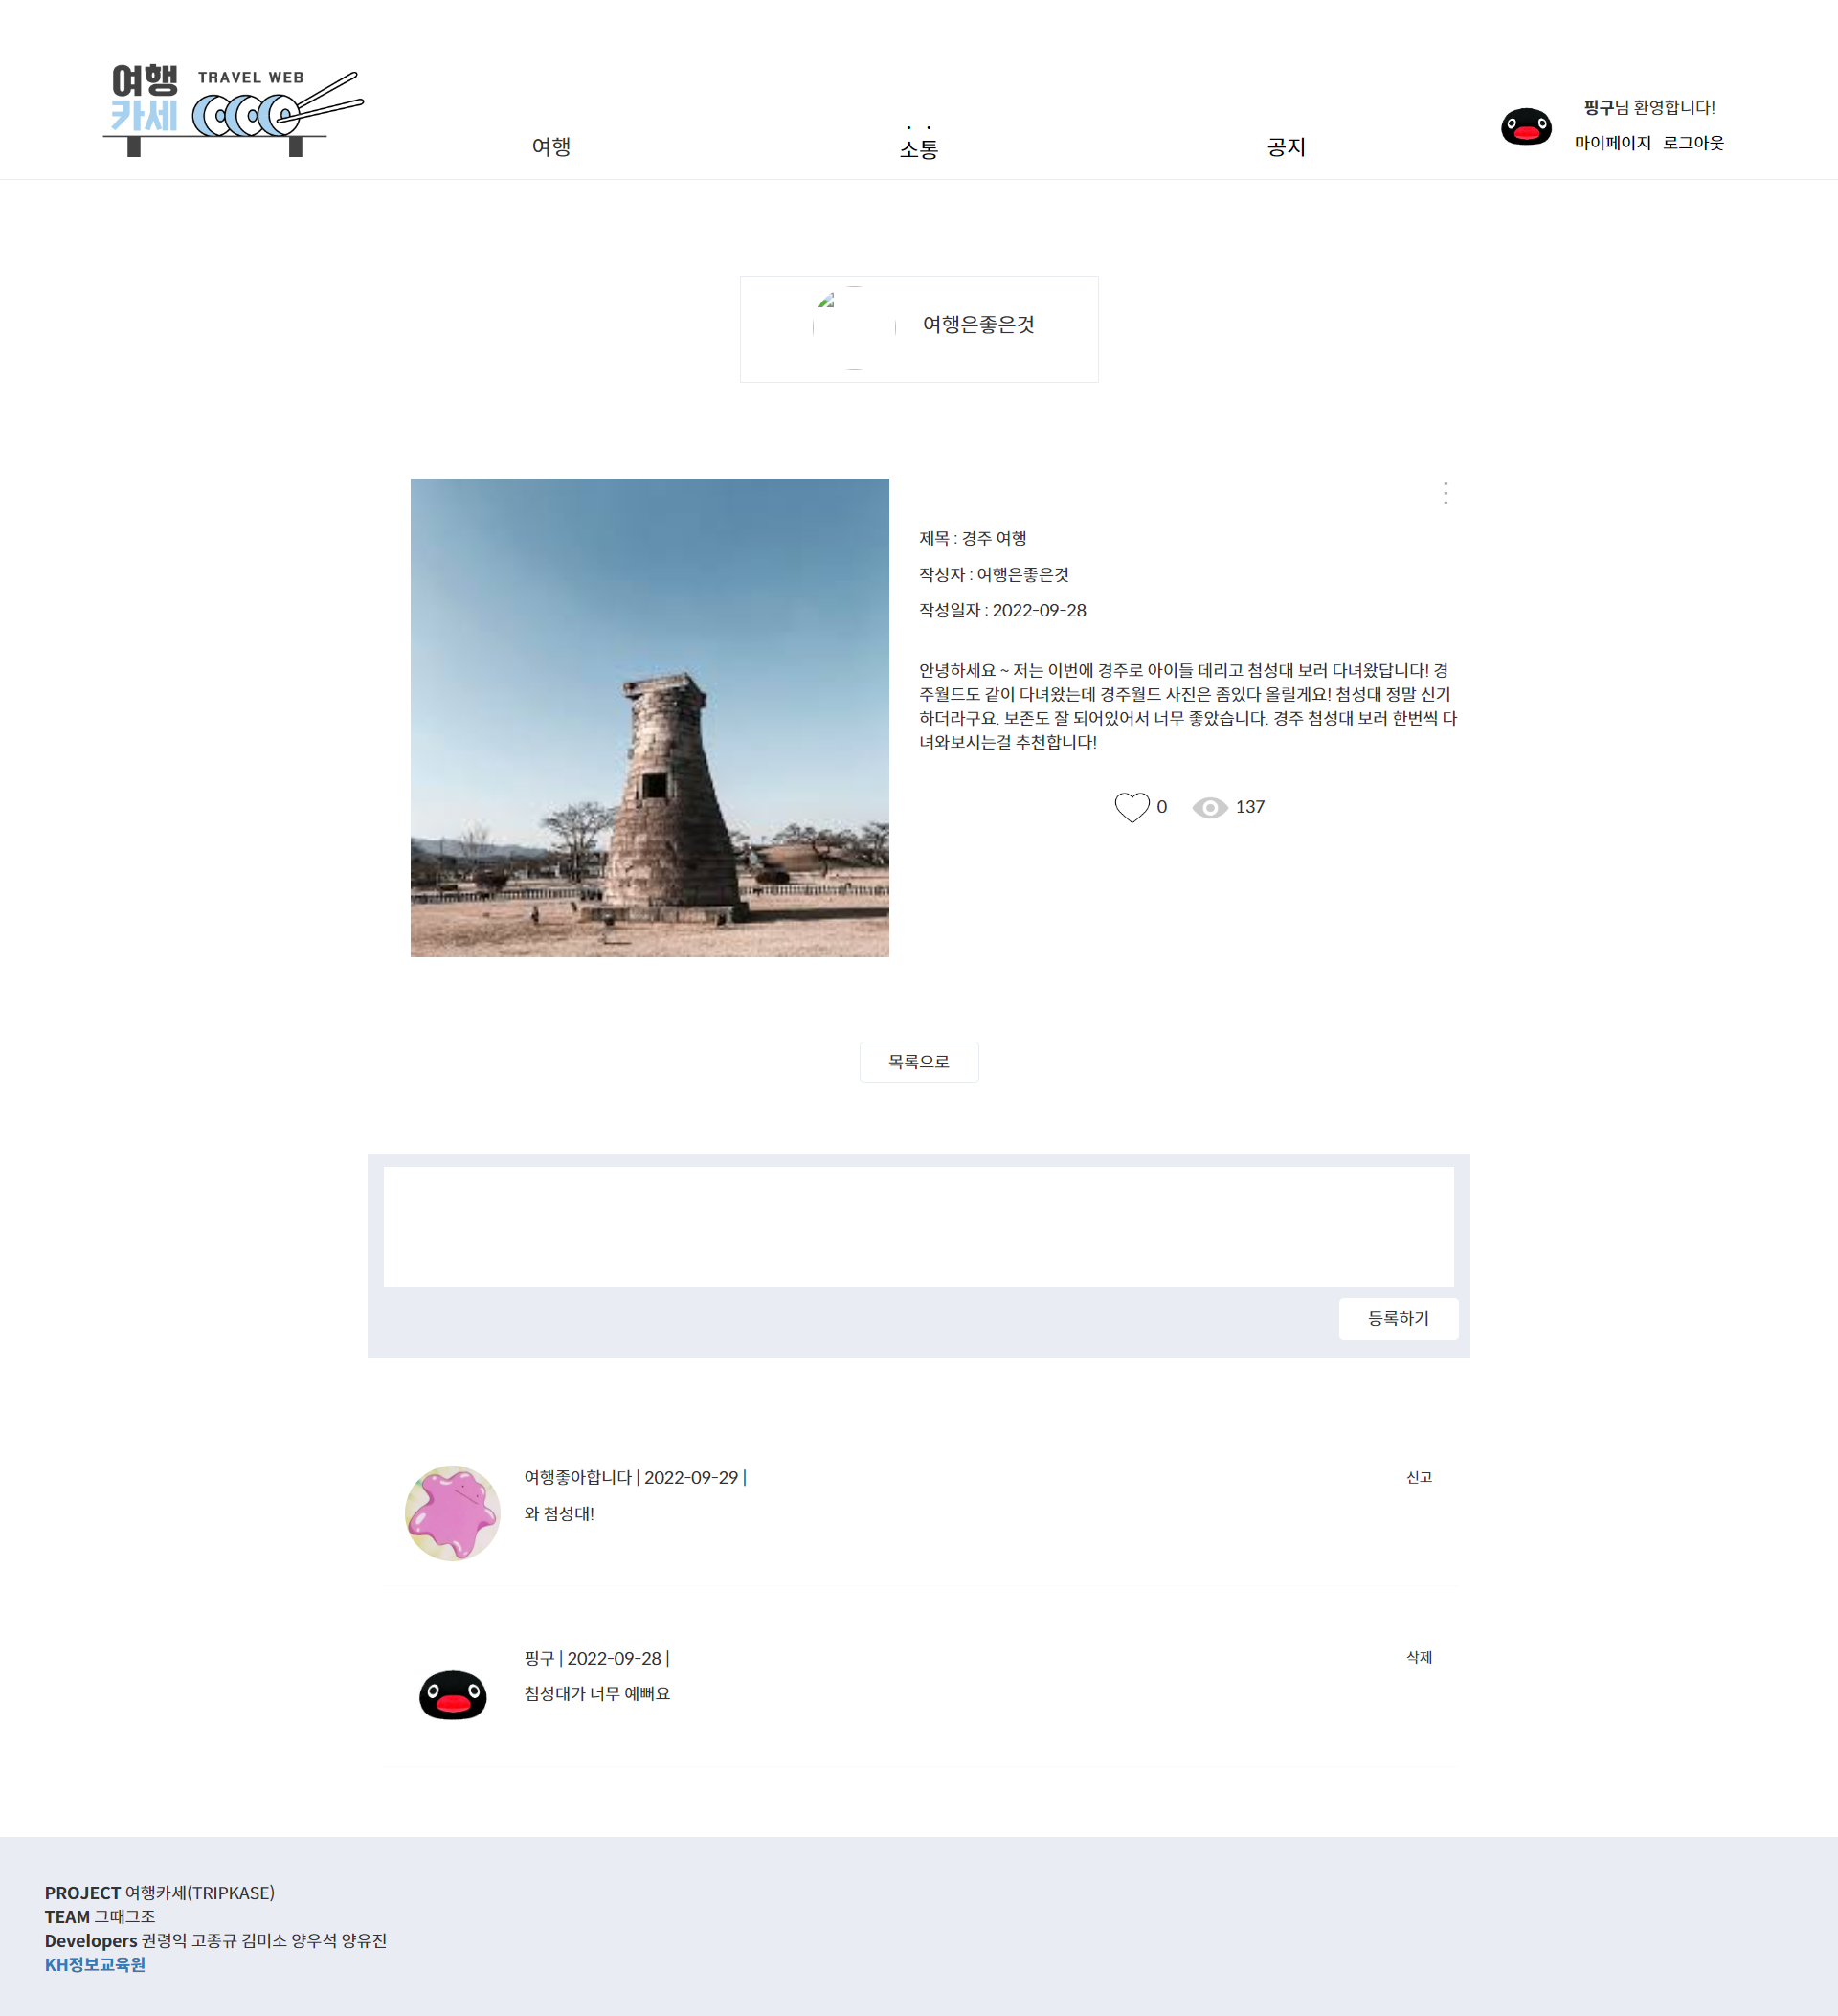 여행
카세
TRAVEL WEB
여행
소통
공지
핑구님 환영합니다!
마이페이지 로그아웃
여행은좋은것
제목 : 경주 여행
작성자 : 여행은좋은것
작성일자 : 2022-09-28
안녕하세요 ~ 저는 이번에 경주로 아이들 데리고 첨성대 보러 다녀왔답니다! 경
주월드도 같이 다녀왔는데 경주월드 사진은 좀있다 올릴게요! 첨성대 정말 신기
하더라구요. 보존도 잘 되어있어서 너무 좋았습니다. 경주 첨성대 보러 한번씩 다
녀와보시는걸 추천합니다!
0 137
목록으로
등록하기
여행좋아합니다 | 2022-09-29 | 신고
와 첨성대!
핑구 | 2022-09-28 | 삭제
첨성대가 너무 예뻐요
PROJECT 여행카세(TRIPKASE)
TEAM 그때그조
Developers 권령익 고종규 김미소 양우석 양유진
KH정보교육원